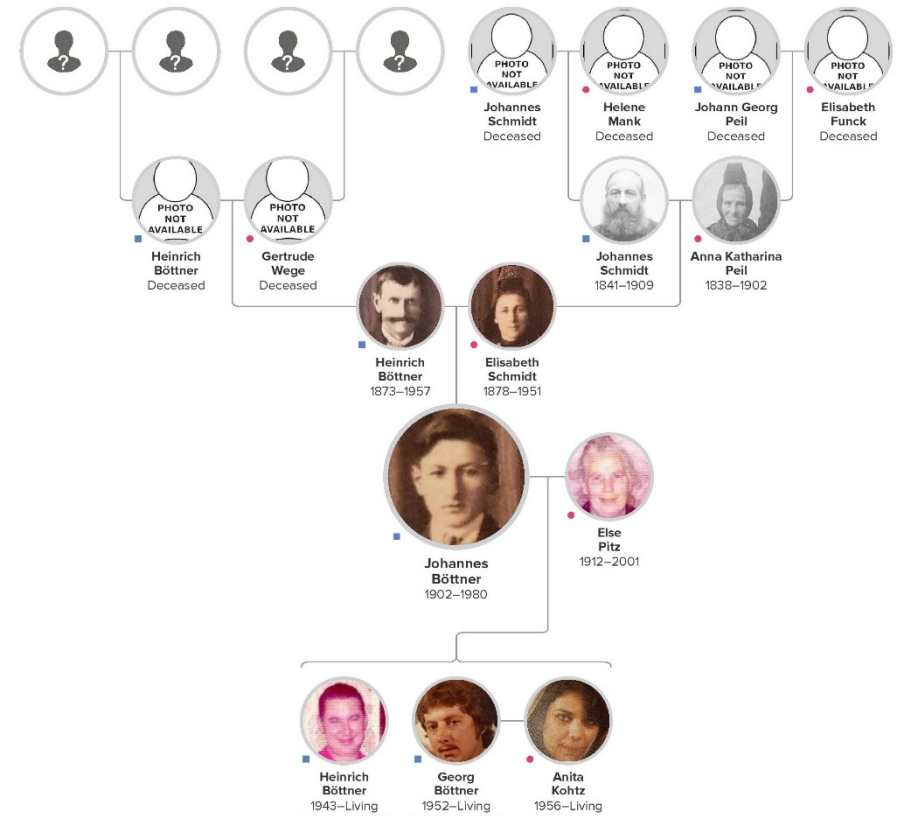 ?
?
?
?
PHOTO
NOT
AVAILABLE
Johannes
Schmidt
Deceased
PHOTO
NOT
AVAILABLE
Helene
Mank
Deceased
PHOTO
NOT
AVAILABLE
Johann Georg
Peil
Deceased
PHOTO
NOT
AVAILABLE
Elisabeth
Funck
Deceased
PHOTO
NOT
AVAILABLE
Heinrich
Böttner
Deceased
PHOTO
NOT
AVAILABLE
Gertrude
Wege
Deceased
Johannes
Schmidt
1841–1909
Anna Katharina
Peil
1838–1902
Heinrich
Böttner
1873–1957
Elisabeth
Schmidt
1878–1951
Johannes
Böttner
1902–1980
Else
Pitz
1912–2001
Heinrich
Böttner
1943–Living
Georg
Böttner
1952–Living
Anita
Kohtz
1956–Living